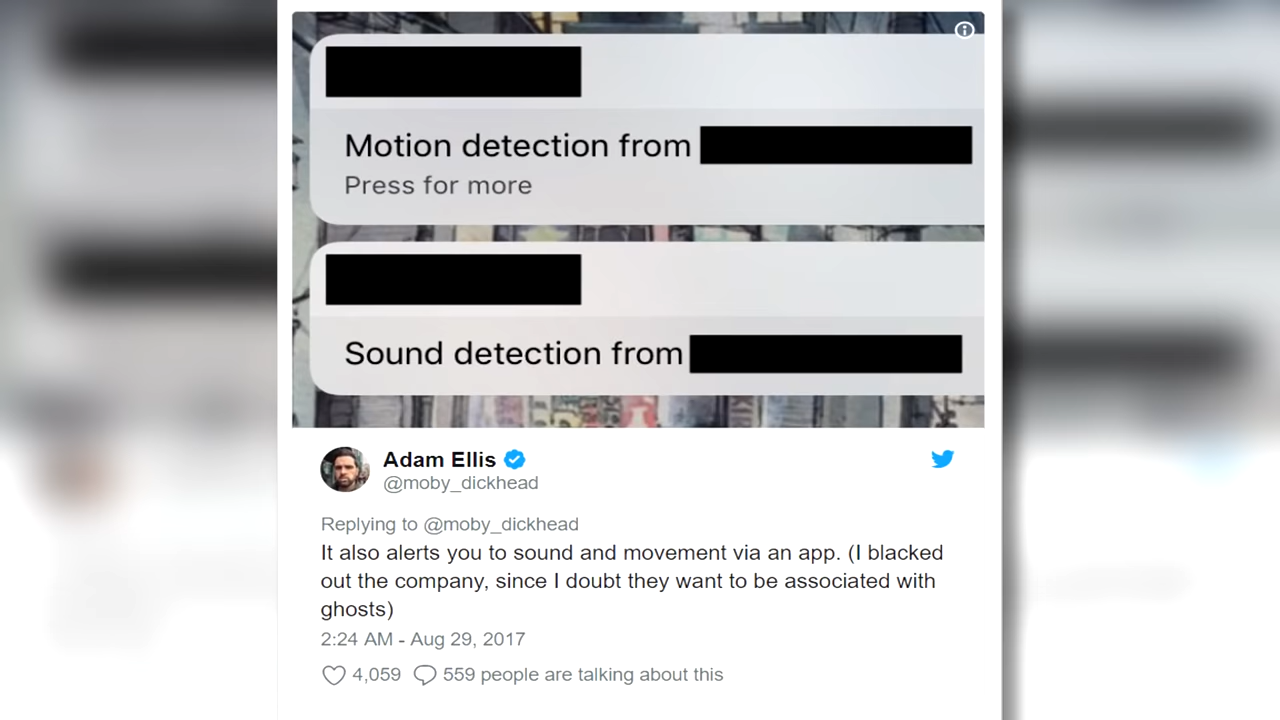 Motion detection from
Press for more
Sound detection from
Adam Ellis
@moby_dickhead
Replying to @moby_dickhead
It also alerts you to sound and movement via an app. (I blacked
out the company, since I doubt they want to be associated with
ghosts)
2:24 AM - Aug 29, 2017
4,059 559 people are talking about this